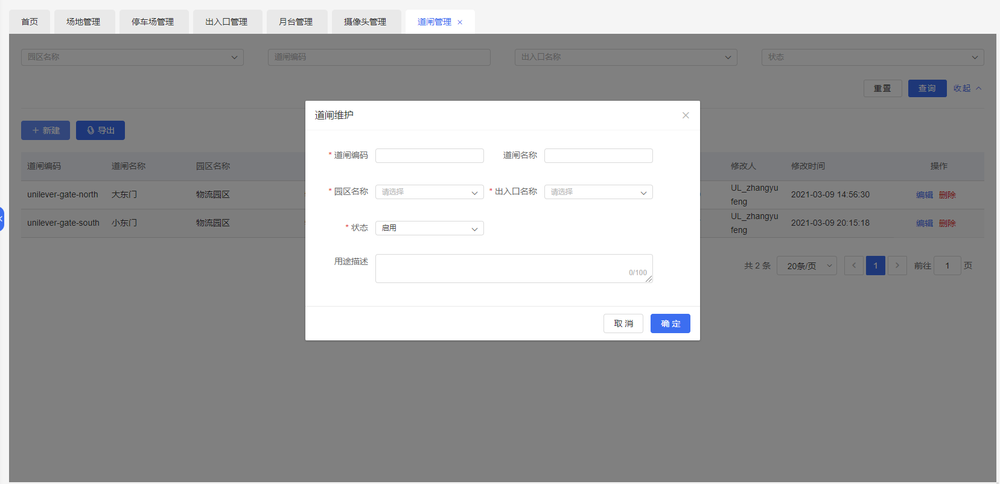 首页 场地管理 停车场管理 出入口管理 月台管理 摄像头管理 道闸管理
园区名称 道闸编码 出入口名称 状态
重置 查询 收起
新建 导出
道闸编码 道闸名称 园区名称 修改人 修改时间 操作
unilever-gate-north 大东门 物流园区 UL_zhangyu
feng 2021-03-09 14:56:30 编辑 删除
unilever-gate-south 小东门 物流园区 UL_zhangyu
feng 2021-03-09 20:15:18 编辑 删除
共 2 条 20条/页 1 前往 1 页
道闸维护
* 道闸编码 道闸名称
* 园区名称 请选择 * 出入口名称 请选择
* 状态 启用
用途描述
0/100
取 消 确 定